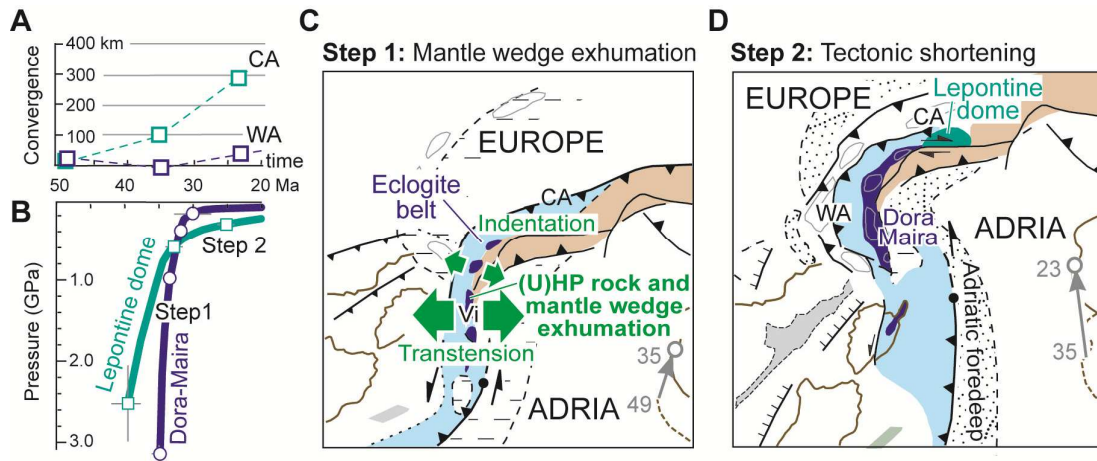 A
400 km
CA
300
200
100
WA
Convergence
time
50
40
30
20 Ma
B
Step 2
1.0
Step1
2.0
3.0
Pressure (GPa)
Lepontine dome
Dora-Maira
C
Step 1: Mantle wedge exhumation
EUROPE
Eclogite
belt
CA
Indentation
(U)HP rock and
mantle wedge
exhumation
Vi
Transtension
35
49
ADRIA
D
Step 2: Tectonic shortening
EUROPE
Lepontine
dome
CA
WA
Dora
Maira
ADRIA
23
35
Adriatic foredeep